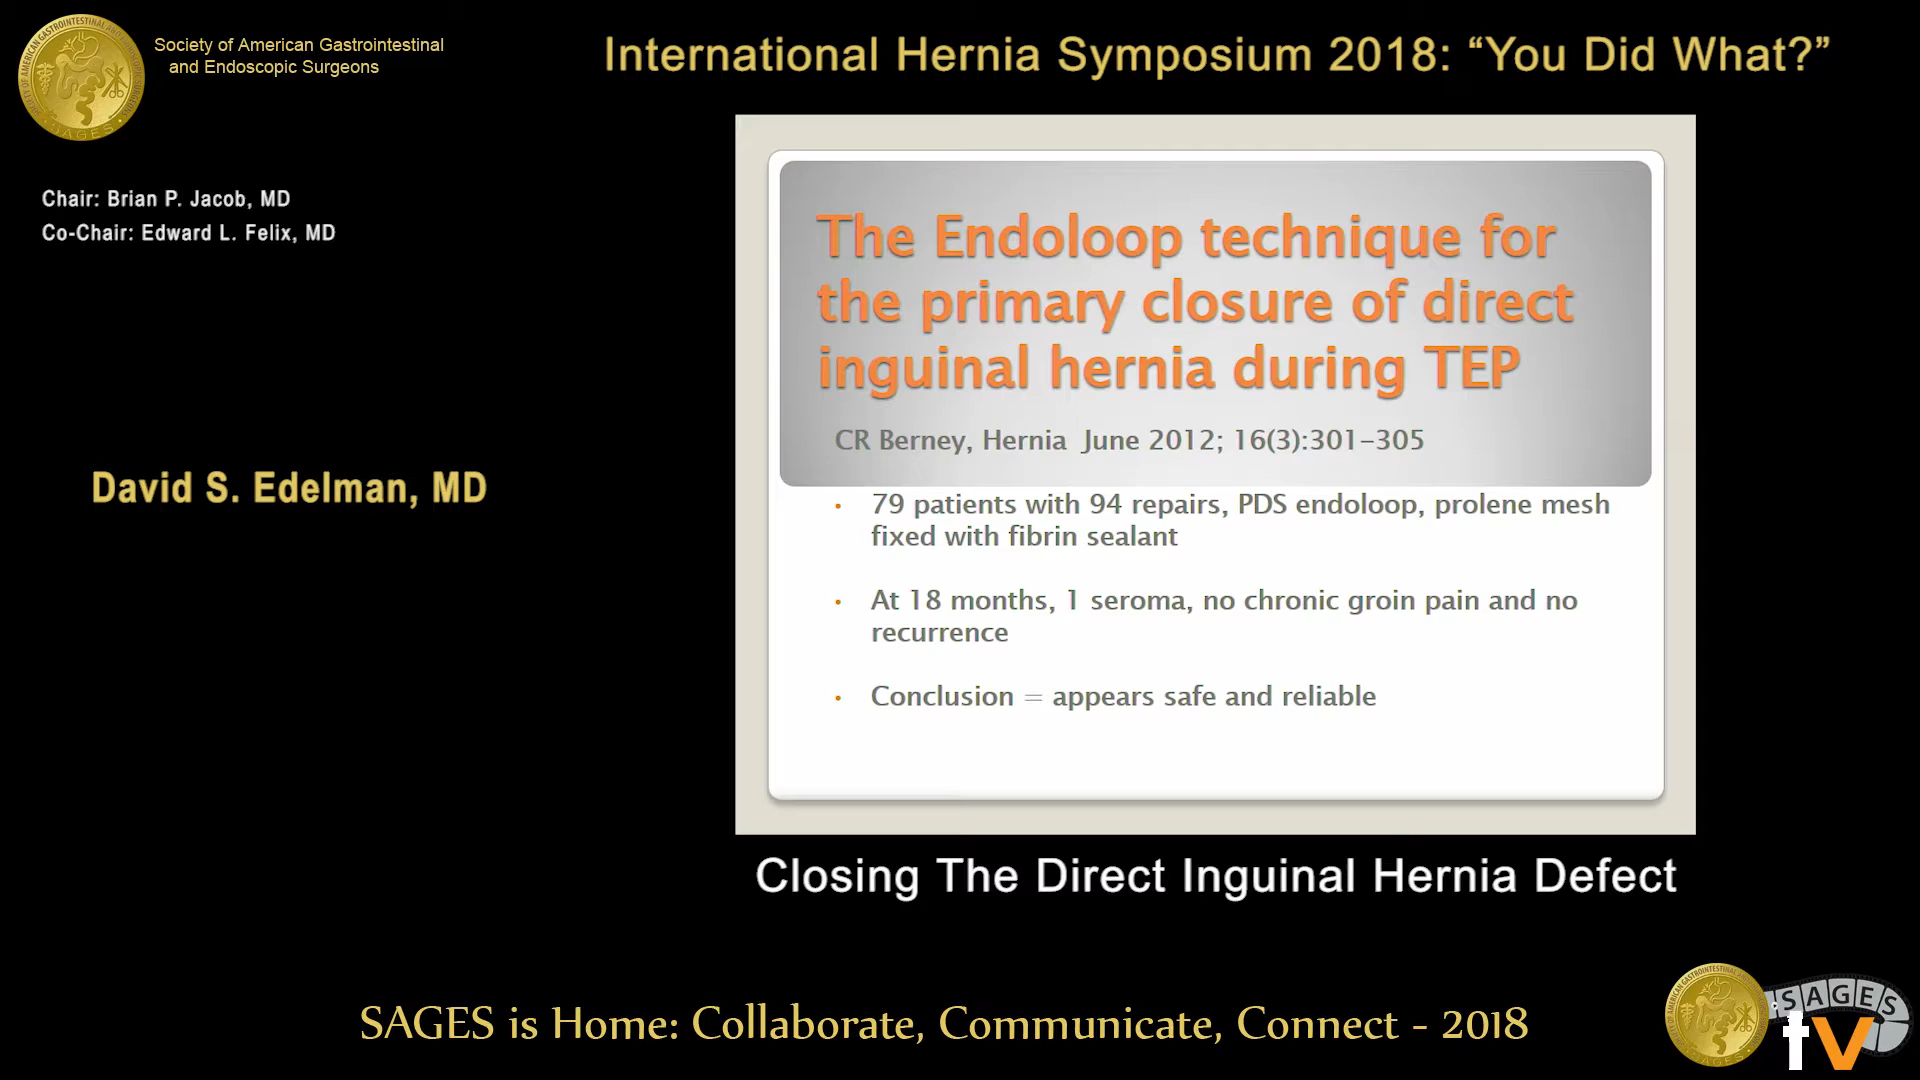 Society of American Gastrointestinal
and Endoscopic Surgeons
International Hernia Symposium 2018: “You Did What?”
Chair: Brian P. Jacob, MD
Co-Chair: Edward L. Felix, MD
David S. Edelman, MD
The Endoloop technique for
the primary closure of direct
inguinal hernia during TEP
CR Berney, Hernia June 2012; 16(3):301-305
• 79 patients with 94 repairs, PDS endoloop, prolene mesh
fixed with fibrin sealant
• At 18 months, 1 seroma, no chronic groin pain and no
recurrence
• Conclusion = appears safe and reliable
Closing The Direct Inguinal Hernia Defect
SAGES is Home: Collaborate, Communicate, Connect - 2018
SAGES
tv